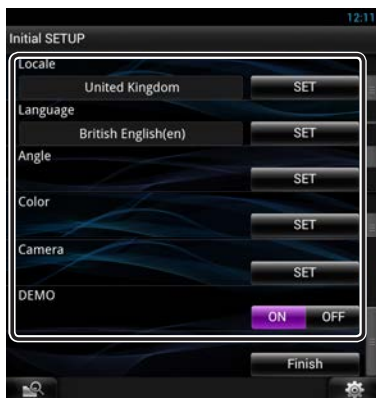 12:11
Initial SETUP
Locale
United Kingdom SET
Language
British English(en) SET
Angle
SET
Color
SET
Camera
SET
DEMO
ON OFF
Finish